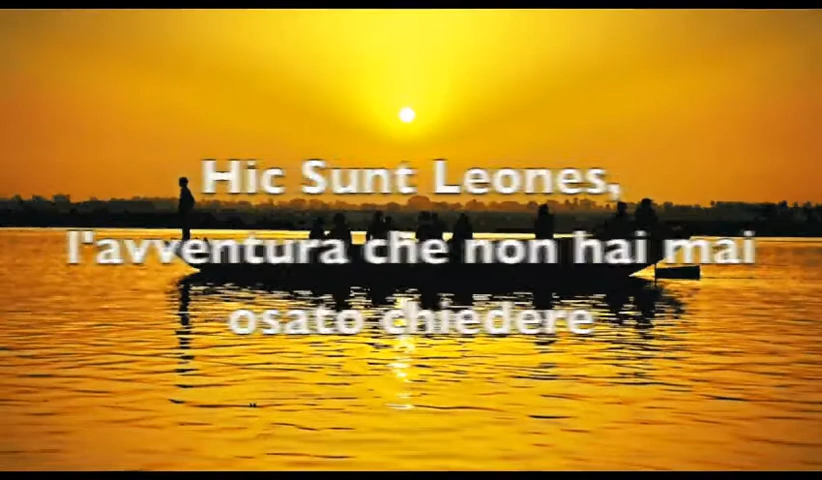 Hic Sunt Leones,
l'avventura che non hai mai
osato chiedere